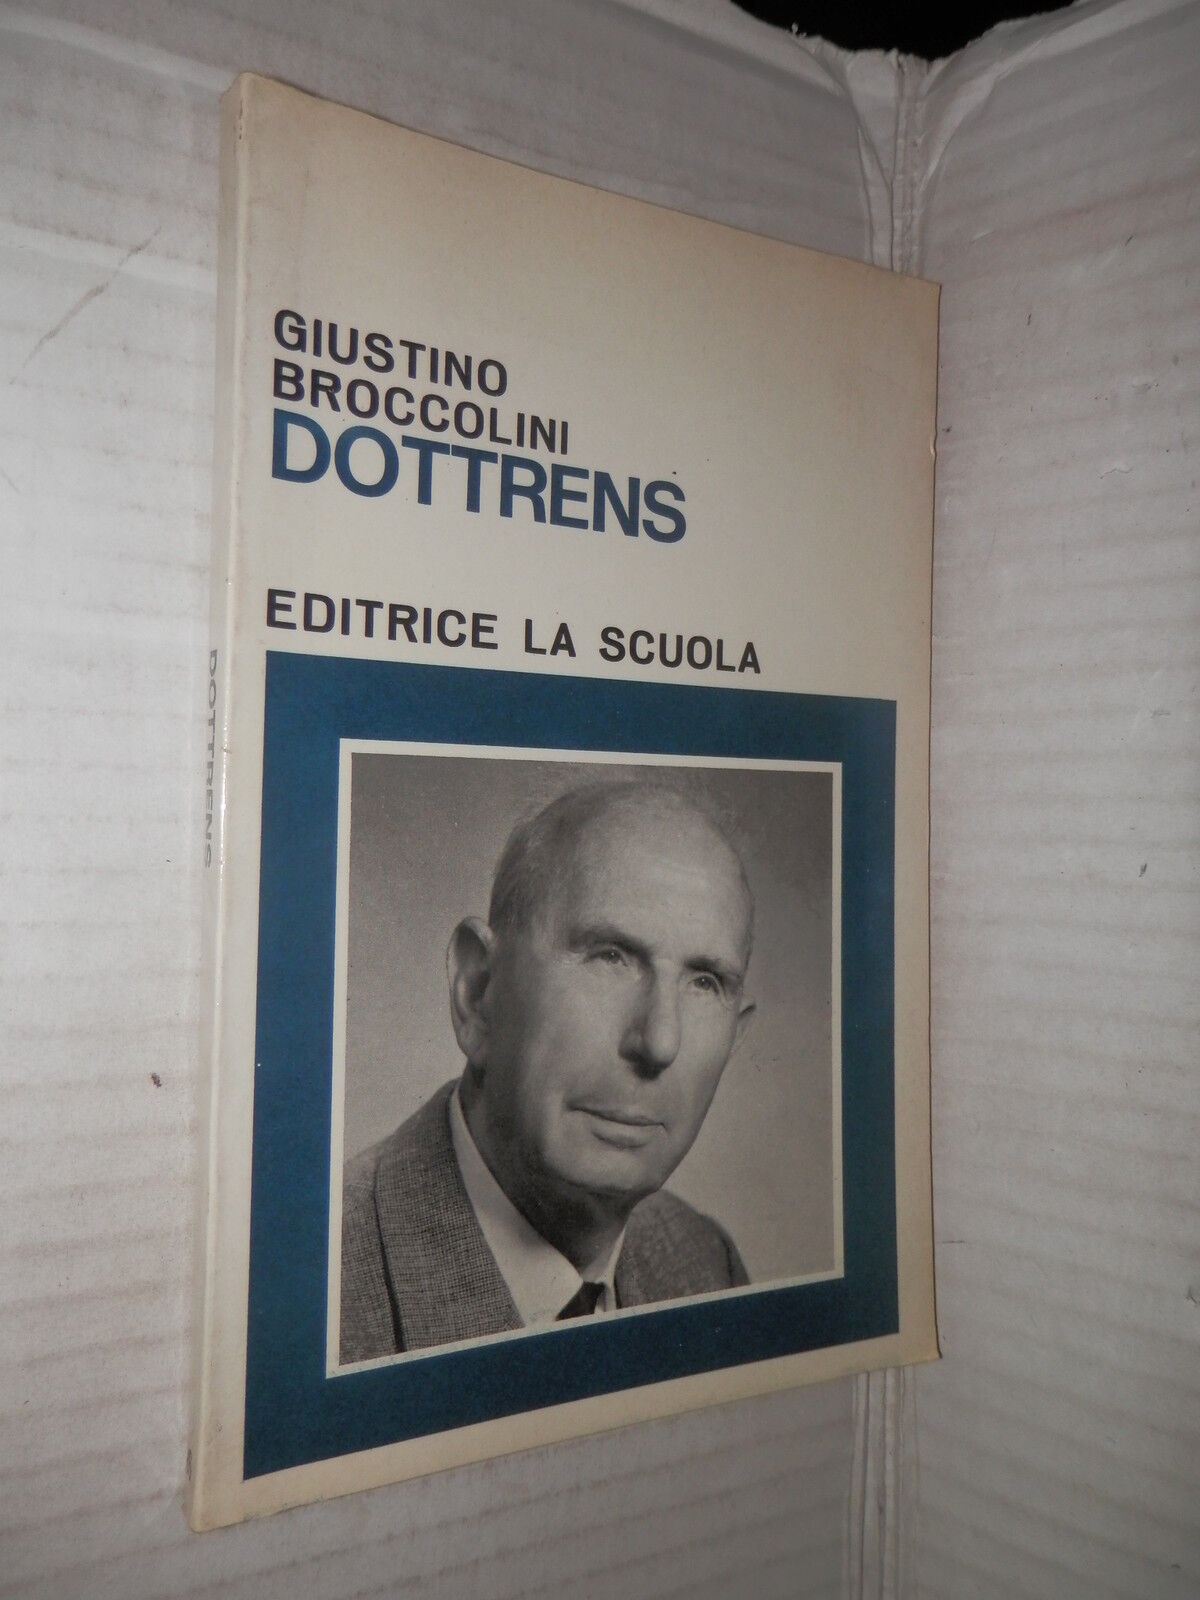 GIUSTINO
BROCCOLINI
DOTTRENS
EDITRICE LA SCUOLA
DOTTRENS